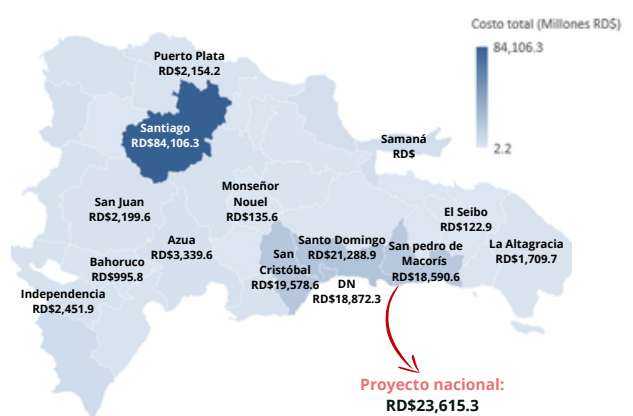 Costo total (Millones RD$)
84,106.3
2.2
Puerto Plata
RD$2,154.2
Santiago
RD$84,106.3
Samaná
RD$
Monseñor
Nouel
RD$135.6
San Juan
RD$2,199.6
El Seibo
RD$122.9
Azua
RD$3,339.6
Santo Domingo
RD$21,288.9
San pedro de
Macorís
RD$18,590.6
La Altagracia
RD$1,709.7
Bahoruco
RD$995.8
San
Cristóbal
RD$19,578.6
DN
RD$18,872.3
Independencia
RD$2,451.9
Proyecto nacional:
RD$23,615.3